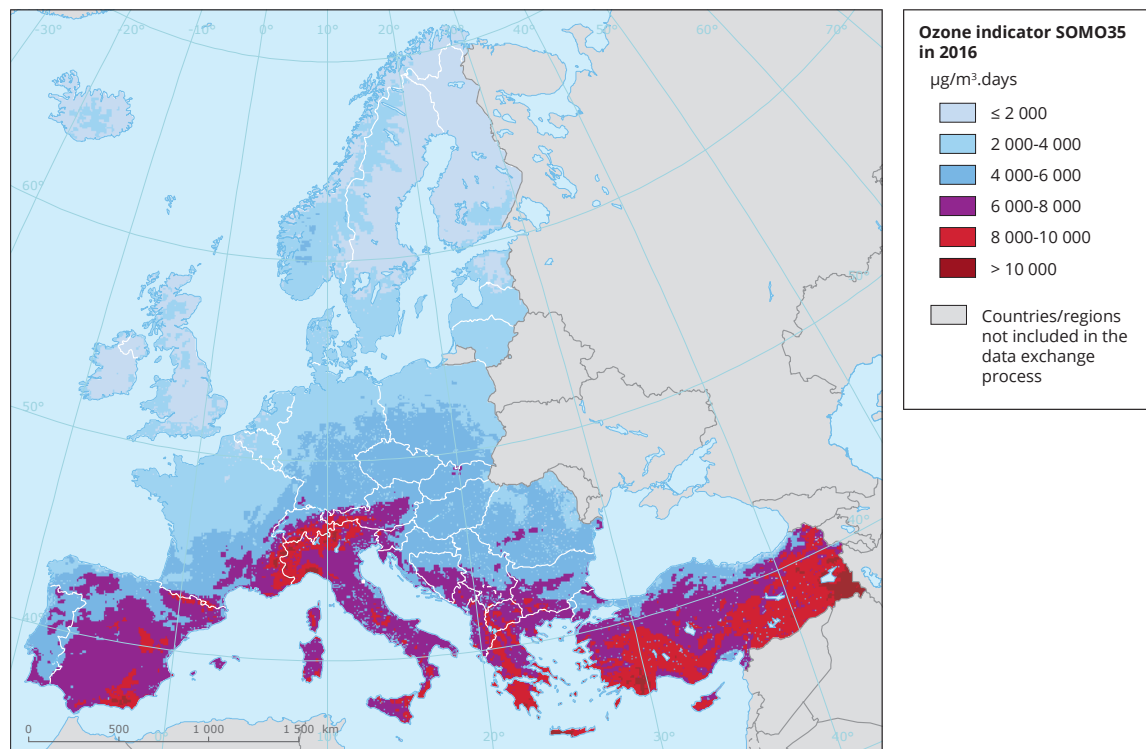 -30° -20° -10° 0° 10° 20° 30° 40° 50° 60° 70°
60°
50°
40°
0 500 1 000 1 500 km
0° 10° 20° 30° 40°
Ozone indicator SOMO35
in 2016
µg/m³.days
≤ 2 000
2 000-4 000
4 000-6 000
6 000-8 000
8 000-10 000
> 10 000
Countries/regions
not included in the
data exchange
process